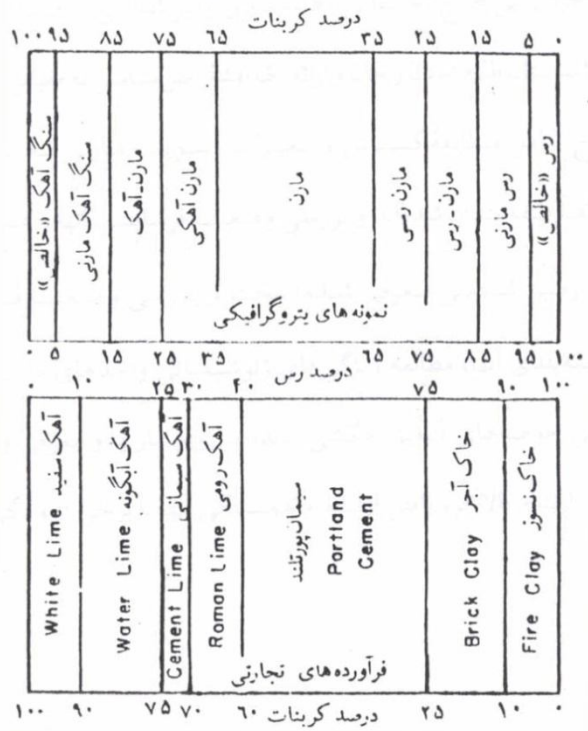 درصد کربنات
۱۰۰ ۹۵ ۸۵ ۷۵ ۶۵ ۳۵ ۲۵ ۱۵ ۵ ۰
سنگ آهک «خالص»
سنگ آهک مارنی
مارن-آهک
مارن آهکی
مارن
مارن رسی
مارن - رس
رس مارنی
رس «خالص»
نمونه های پتروگرافیکی
۰ ۵ ۱۵ ۲۵ ۳۵ ۶۵ ۷۵ ۸۵ ۹۵ ۱۰۰
درصد رس
۰ ۱۰ ۲۵ ۳۰ ۴۰ ۷۵ ۹۰ ۱۰۰
White Lime آهک سفید
Water Lime آهک آبگونه
Cement Lime آهک سیمانی
Roman Lime آهک رومی
سیمان پورتلند
Portland
Cement
Brick Clay خاک آجر
Fire Clay خاک نسوز
فرآورده های تجارتی
۱۰۰ ۹۰ ۷۵ ۷۰ ۶۰ ۲۵ ۱۰ ۰
درصد کربنات